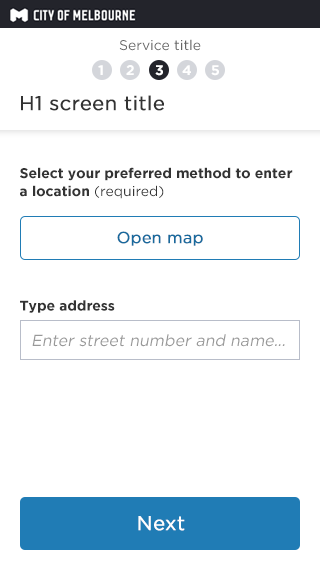 CITY OF MELBOURNE
Service title
1 2 3 4 5
H1 screen title
Select your preferred method to enter
a location (required)
Open map
Type address
Enter street number and name...
Next